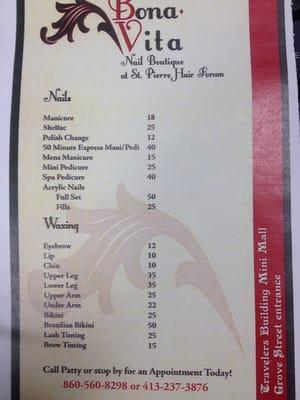 Bona·
Vita
Nail Boutique
at St. Pierre Hair Forum
Nails
Manicure 18
Shellac 25
Polish Change 12
50 Minute Express Mani/Pedi 40
Mens Manicure 15
Mini Pedicure 25
Spa Pedicure 40
Acrylic Nails
Full Set 50
Fills 25
Waxing
Eyebrow 12
Lip 10
Chin 10
Upper Leg 35
Lower Leg 35
Upper Arm 25
Under Arm 22
Bikini 25
Brazilian Bikini 50
Lash Tinting 25
Brow Tinting 15
Call Patty or stop by for an Appointment Today!
860-560-8298 or 413-237-3876
Travelers Building Mini Mall
Grove Street entrance